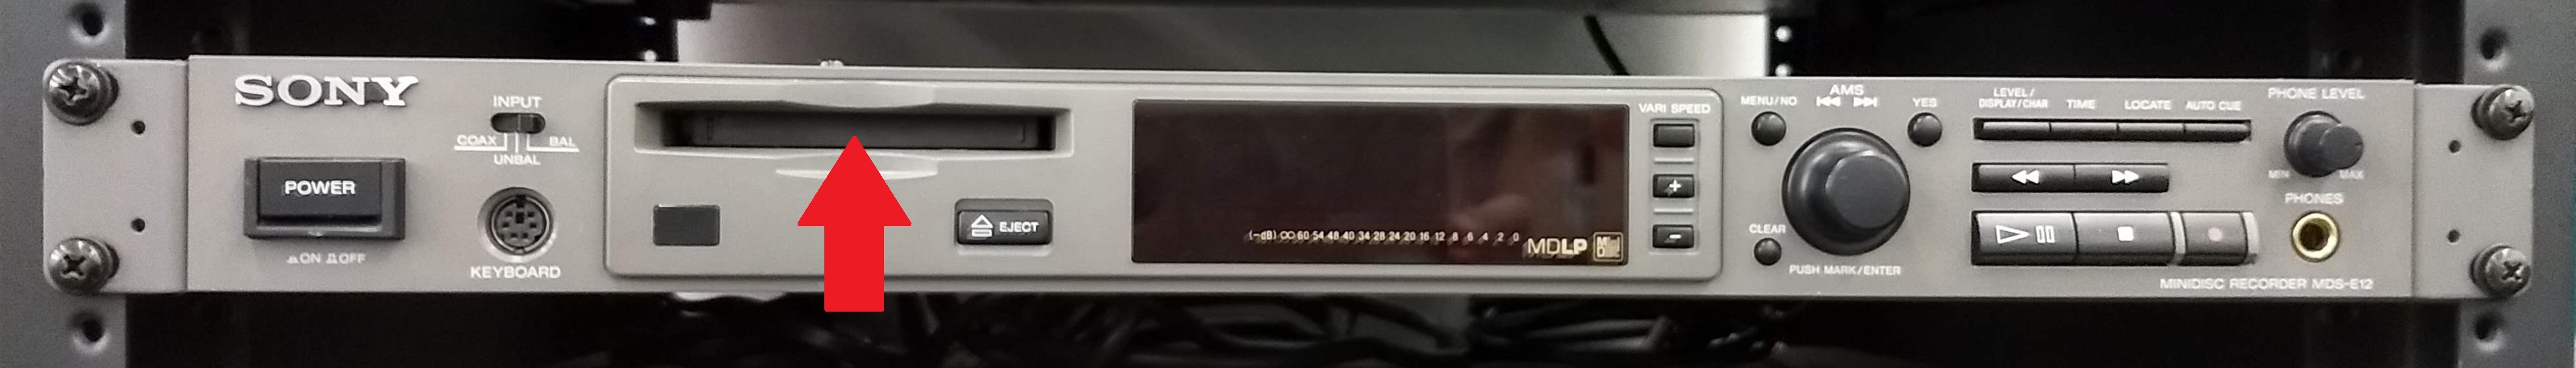 SONY
INPUT
COAX BAL
UNBAL
POWER
ON OFF
KEYBOARD
EJECT
(-dB) ∞ 60 54 48 40 34 28 24 20 16 12 8 6 4 2 0
MDLP
Mini
Disc
VARI SPEED
+
-
MENU/NO
AMS
YES
CLEAR
PUSH MARK/ENTER
LEVEL/
DISPLAY/CHAR TIME LOCATE AUTO CUE
PHONE LEVEL
MIN MAX
PHONES
MINIDISC RECORDER MDS-E12